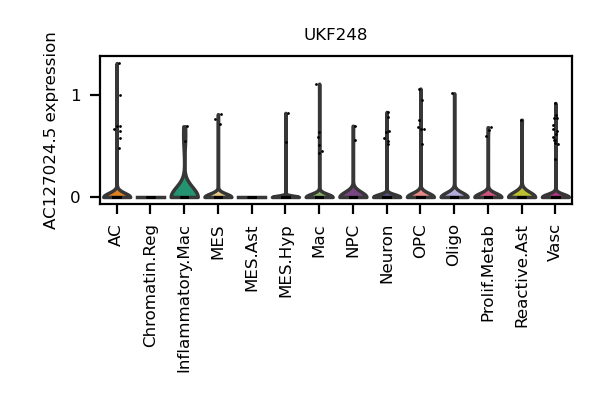 UKF248
AC127024.5 expression
1
0
AC
Chromatin.Reg
Inflammatory.Mac
MES
MES.Ast
MES.Hyp
Mac
NPC
Neuron
OPC
Oligo
Prolif.Metab
Reactive.Ast
Vasc